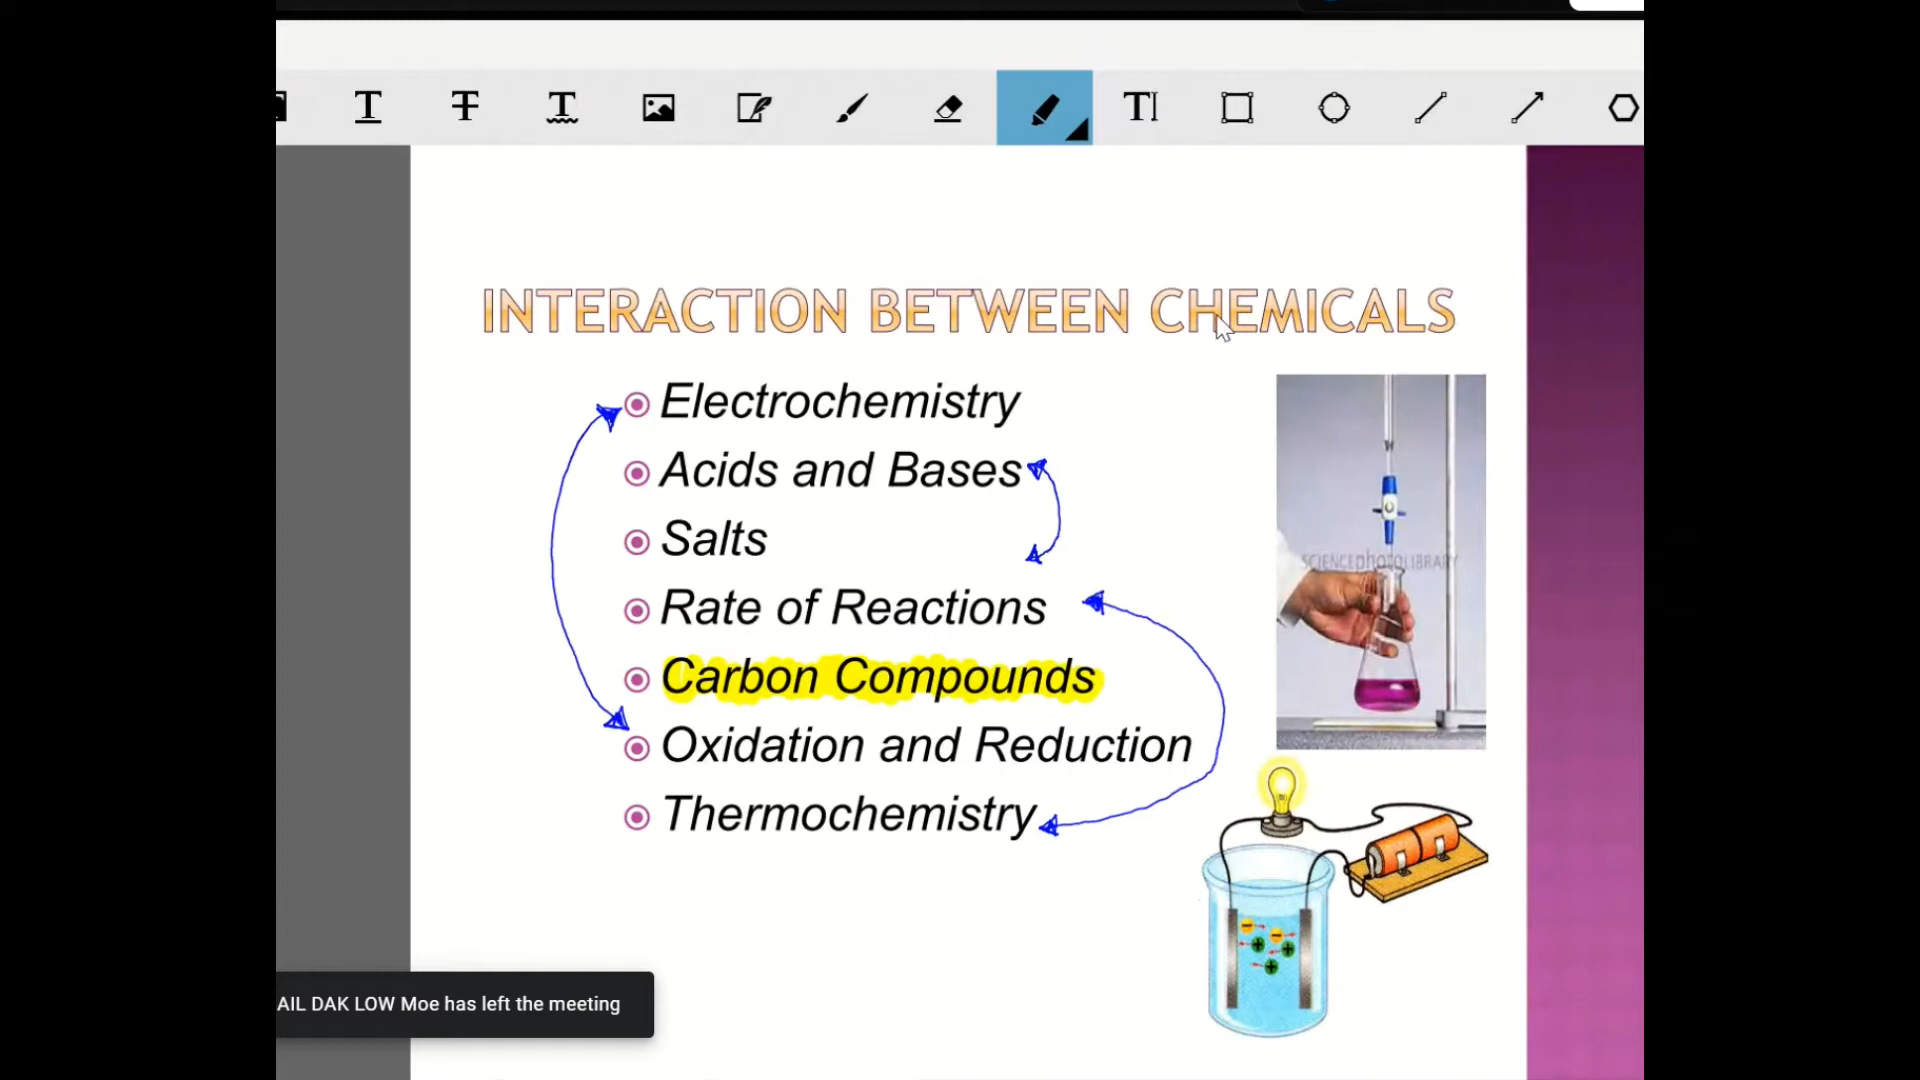 INTERACTION BETWEEN CHEMICALS
Electrochemistry
Acids and Bases
Salts
Rate of Reactions
Carbon Compounds
Oxidation and Reduction
Thermochemistry
SCIENCEphotoLIBRARY
AIL DAK LOW Moe has left the meeting